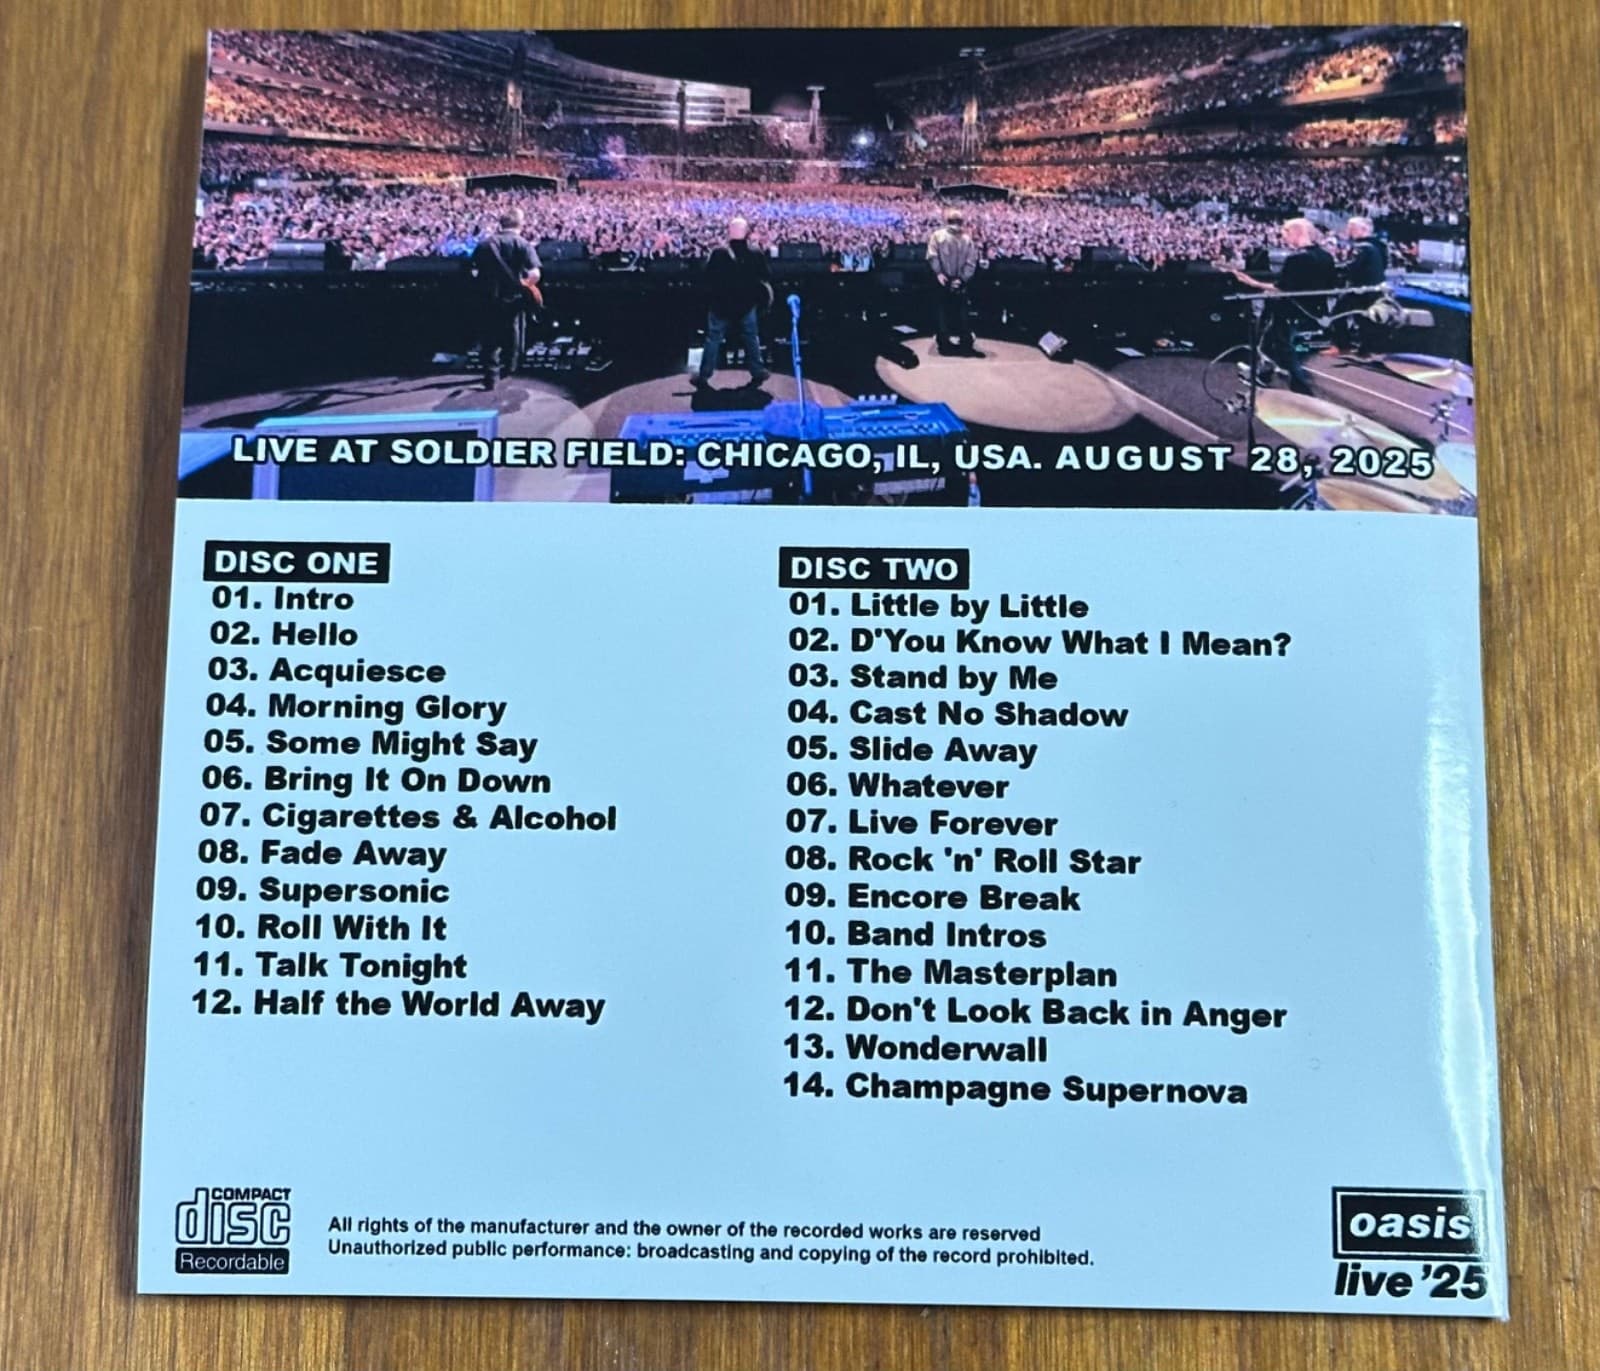 LIVE AT SOLDIER FIELD: CHICAGO, IL, USA. AUGUST 28, 2025
DISC ONE
01. Intro
02. Hello
03. Acquiesce
04. Morning Glory
05. Some Might Say
06. Bring It On Down
07. Cigarettes & Alcohol
08. Fade Away
09. Supersonic
10. Roll With It
11. Talk Tonight
12. Half the World Away
DISC TWO
01. Little by Little
02. D'You Know What I Mean?
03. Stand by Me
04. Cast No Shadow
05. Slide Away
06. Whatever
07. Live Forever
08. Rock 'n' Roll Star
09. Encore Break
10. Band Intros
11. The Masterplan
12. Don't Look Back in Anger
13. Wonderwall
14. Champagne Supernova
COMPACT
disc
Recordable
All rights of the manufacturer and the owner of the recorded works are reserved
Unauthorized public performance: broadcasting and copying of the record prohibited.
oasis
live '25